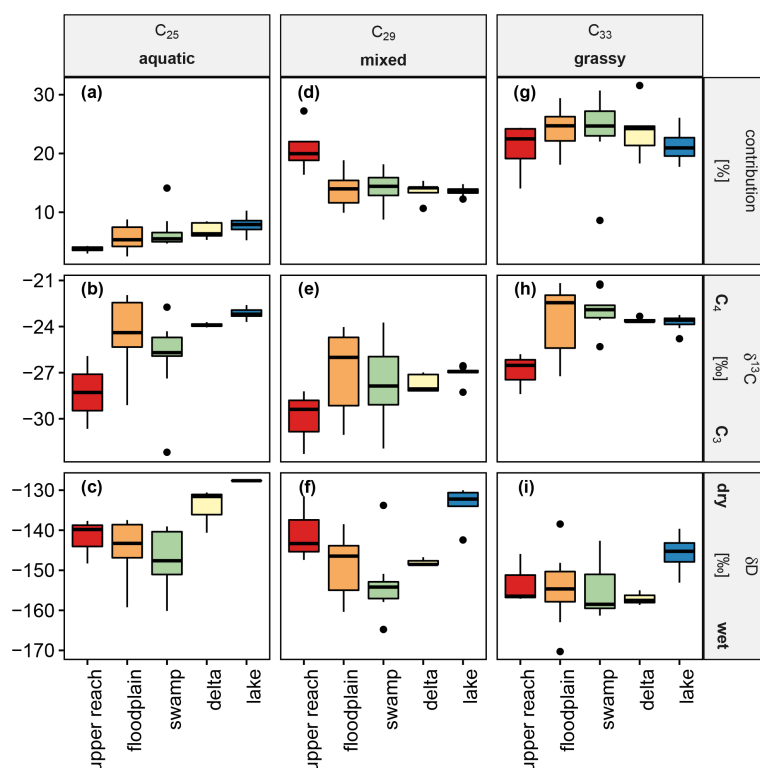 C₂₅
aquatic
C₂₉
mixed
C₃₃
grassy
(a)
(d)
(g)
30
20
10
contribution
[%]
(b)
(e)
(h)
−21
−24
−27
−30
C₄
[‰]
C₃
δ¹³C
(c)
(f)
(i)
−130
−140
−150
−160
−170
dry
[‰]
wet
δD
upper reach
floodplain
swamp
delta
lake
upper reach
floodplain
swamp
delta
lake
upper reach
floodplain
swamp
delta
lake